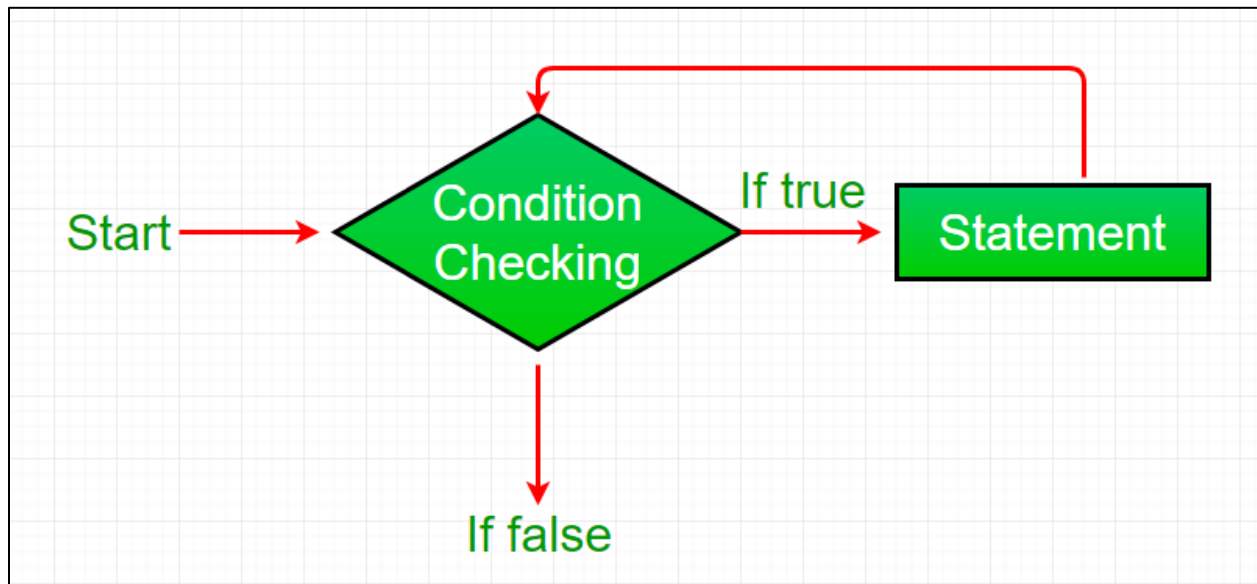 Start
Condition
Checking
If true
Statement
If false